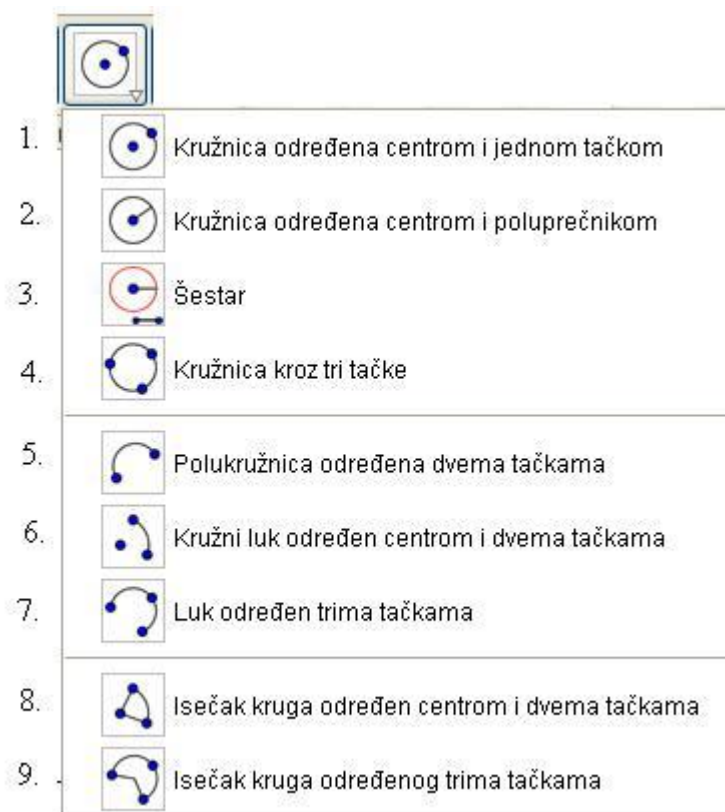 1. Kružnica određena centrom i jednom tačkom
2. Kružnica određena centrom i poluprečnikom
3. Šestar
4. Kružnica kroz tri tačke
5. Polukružnica određena dvema tačkama
6. Kružni luk određen centrom i dvema tačkama
7. Luk određen trima tačkama
8. Isečak kruga određen centrom i dvema tačkama
9. Isečak kruga određenog trima tačkama